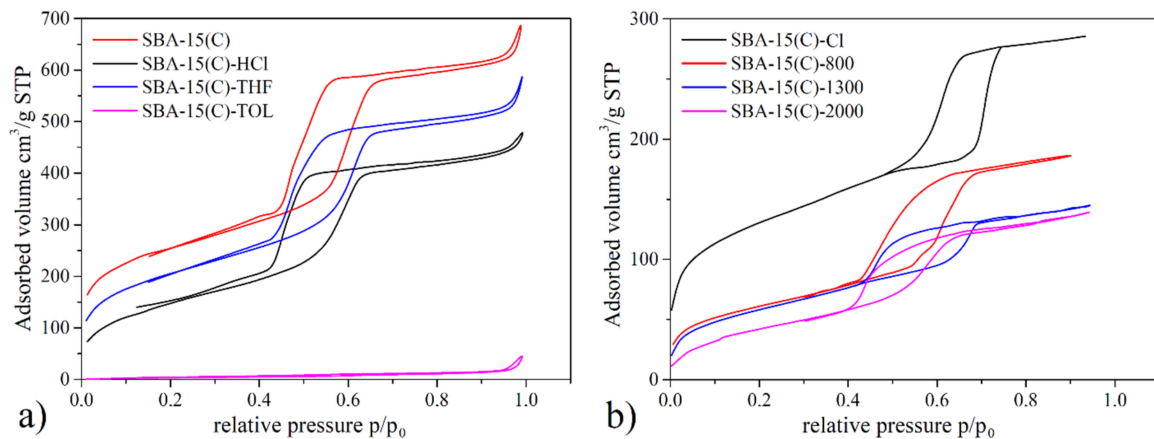 700
600
500
400
300
200
100
0
0.0 0.2 0.4 0.6 0.8 1.0
Adsorbed volume cm³/g STP
relative pressure p/p₀
SBA-15(C)
SBA-15(C)-HCl
SBA-15(C)-THF
SBA-15(C)-TOL
a)
300
200
100
0
0.0 0.2 0.4 0.6 0.8 1.0
Adsorbed volume cm³/g STP
relative pressure p/p₀
SBA-15(C)-Cl
SBA-15(C)-800
SBA-15(C)-1300
SBA-15(C)-2000
b)